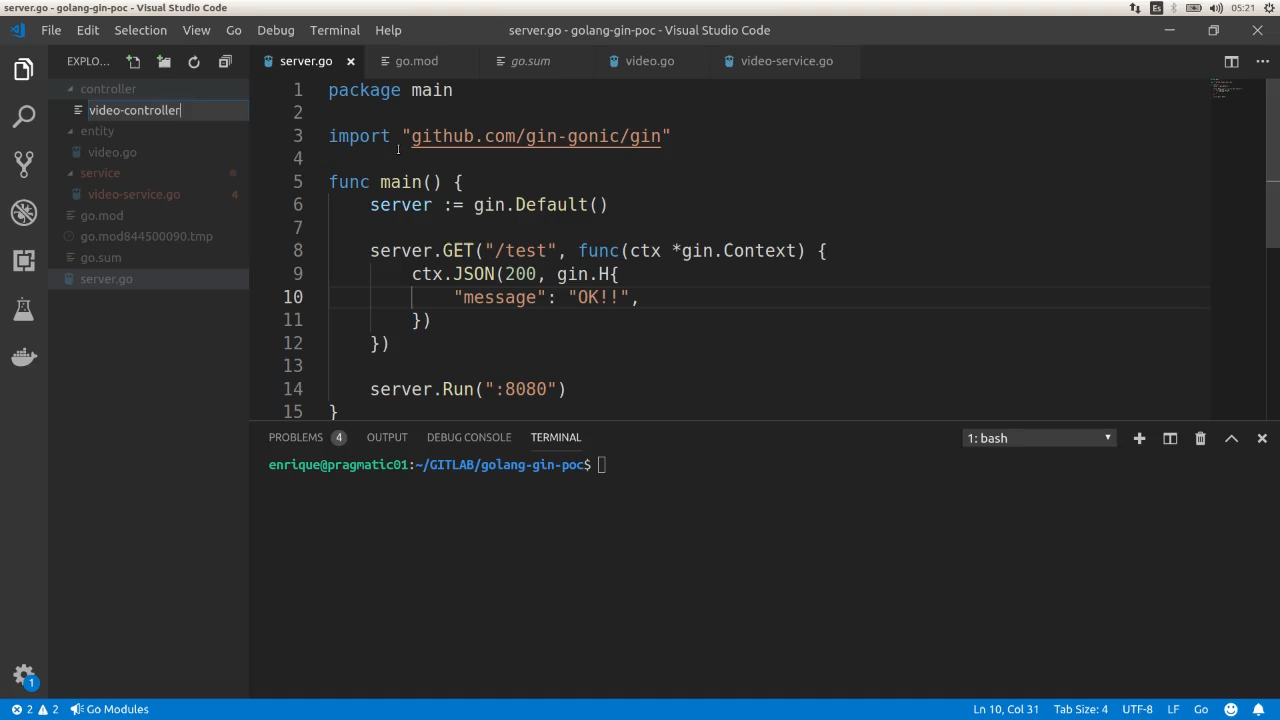 server.go - golang-gin-poc - Visual Studio Code
Es
05:21
File Edit Selection View Go Debug Terminal Help
server.go - golang-gin-poc - Visual Studio Code
EXPLO...
server.go
go.mod
go.sum
video.go
video-service.go
controller
video-controller
entity
video.go
service
video-service.go 4
go.mod
go.mod844500090.tmp
go.sum
server.go
1 package main
2
3 import "github.com/gin-gonic/gin"
4
5 func main() {
6 server := gin.Default()
7
8 server.GET("/test", func(ctx *gin.Context) {
9 ctx.JSON(200, gin.H{
10 "message": "OK!!",
11 })
12 })
13
14 server.Run(":8080")
15 }
PROBLEMS 4 OUTPUT DEBUG CONSOLE TERMINAL
1: bash
enrique@pragmatic01:~/GITLAB/golang-gin-poc$
1
2 2 Go Modules
Ln 10, Col 31 Tab Size: 4 UTF-8 LF Go